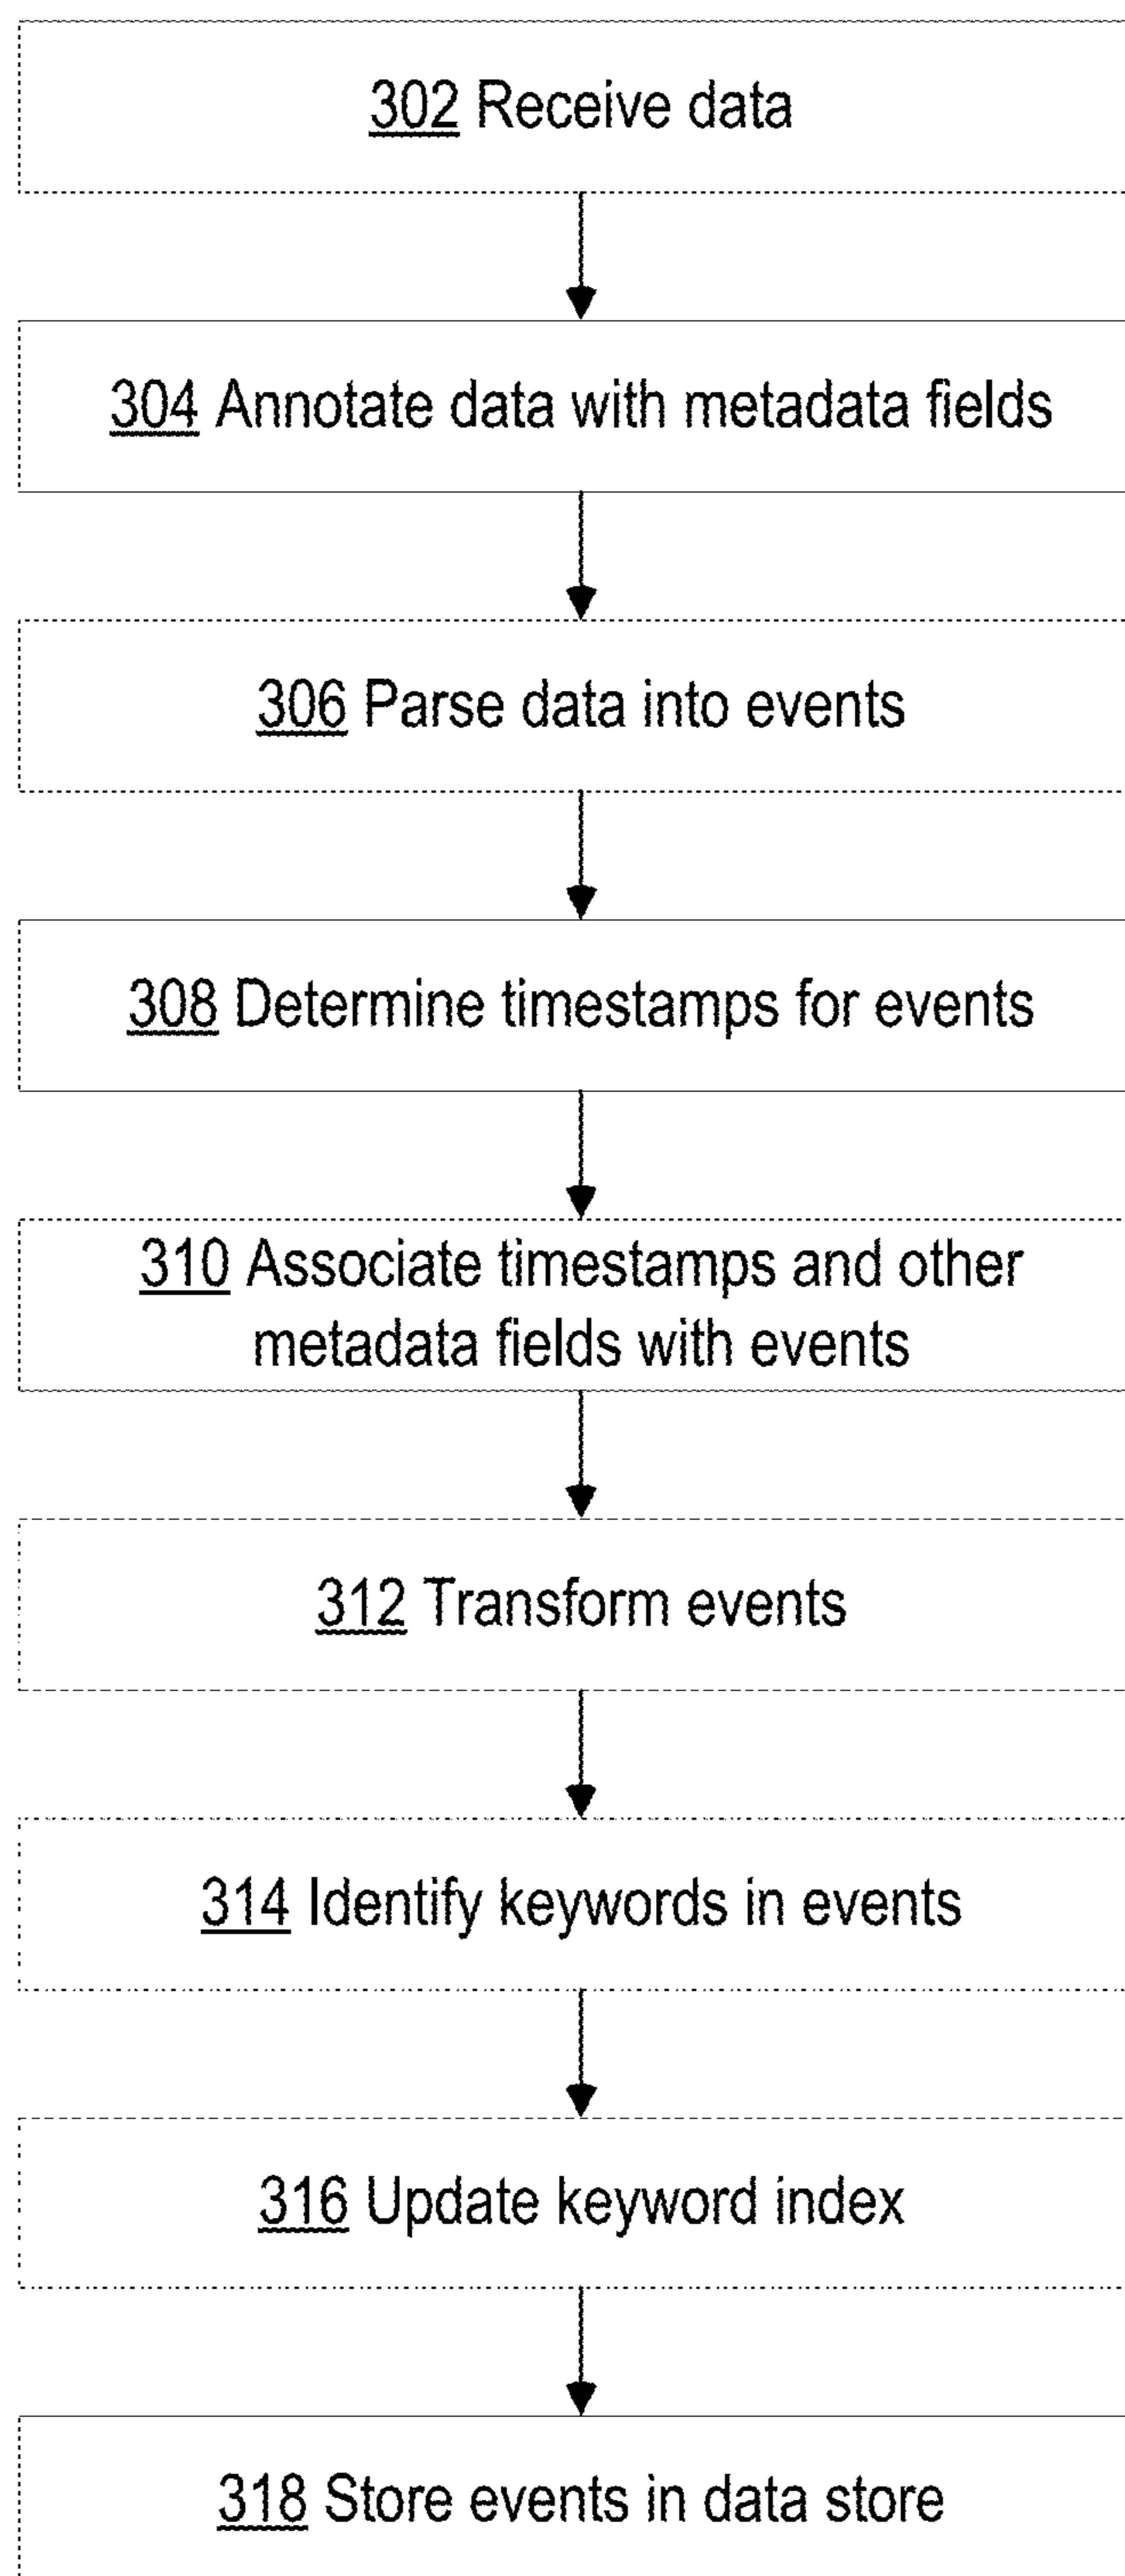 302 Receive data
304 Annotate data with metadata fields
306 Parse data into events
308 Determine timestamps for events
310 Associate timestamps and other
metadata fields with events
312 Transform events
314 Identify keywords in events
316 Update keyword index
318 Store events in data store